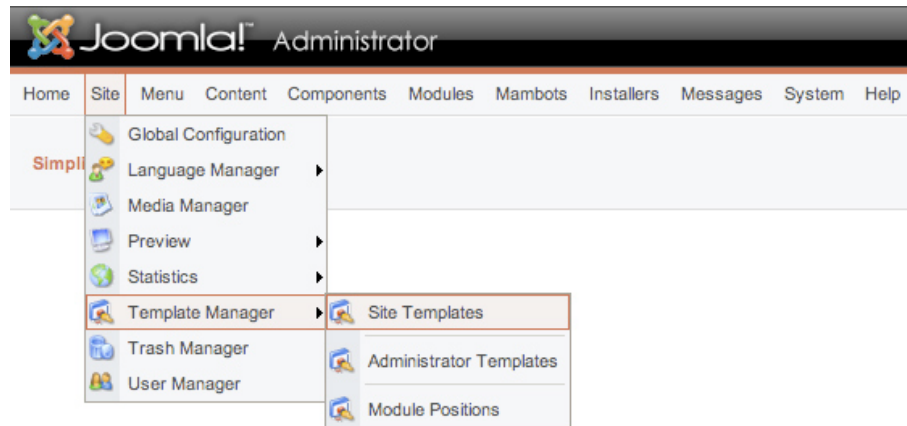 Joomla!™ Administrator
Home Site Menu Content Components Modules Mambots Installers Messages System Help
Global Configuration
Simpli
Language Manager
Media Manager
Preview
Statistics
Template Manager Site Templates
Trash Manager
Administrator Templates
User Manager
Module Positions